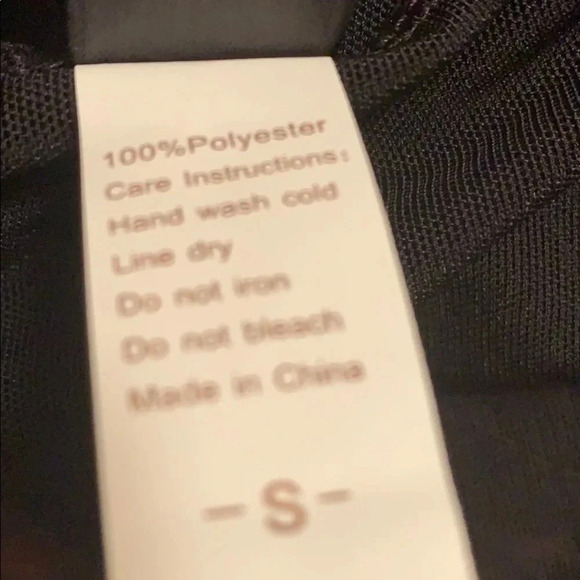 100%Polyester
Care Instructions:
Hand wash cold
Line dry
Do not iron
Do not bleach
Made in China
-S-